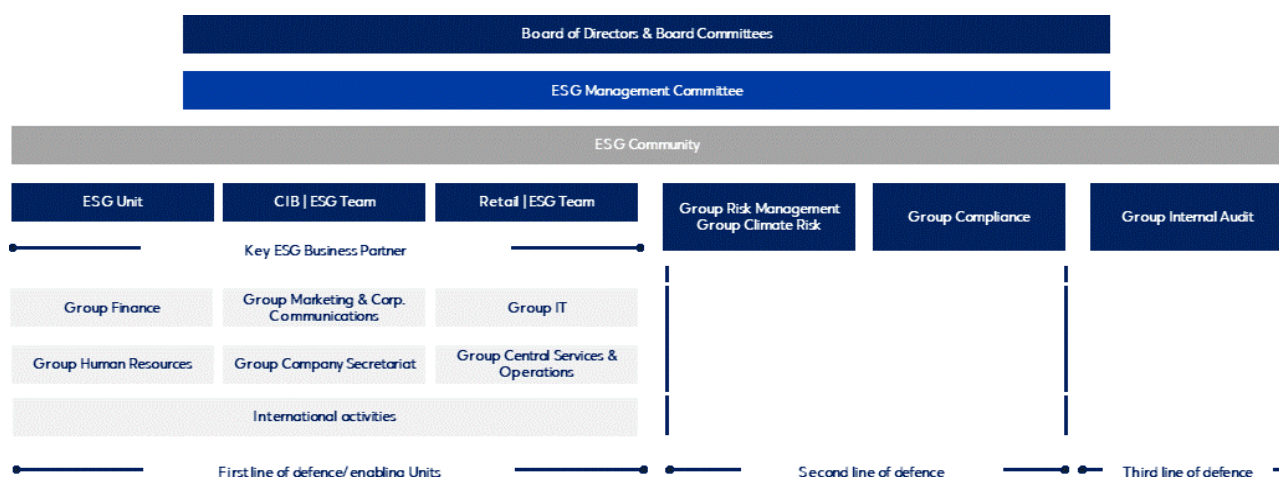 Board of Directors & Board Committees
ESG Management Committee
ESG Community
ESG Unit
CIB | ESG Team
Retail | ESG Team
Group Risk Management
Group Climate Risk
Group Compliance
Group Internal Audit
Key ESG Business Partner
Group Finance
Group Marketing & Corp.
Communications
Group IT
Group Human Resources
Group Company Secretariat
Group Central Services &
Operations
International activities
First line of defence/ enabling Units
Second line of defence
Third line of defence